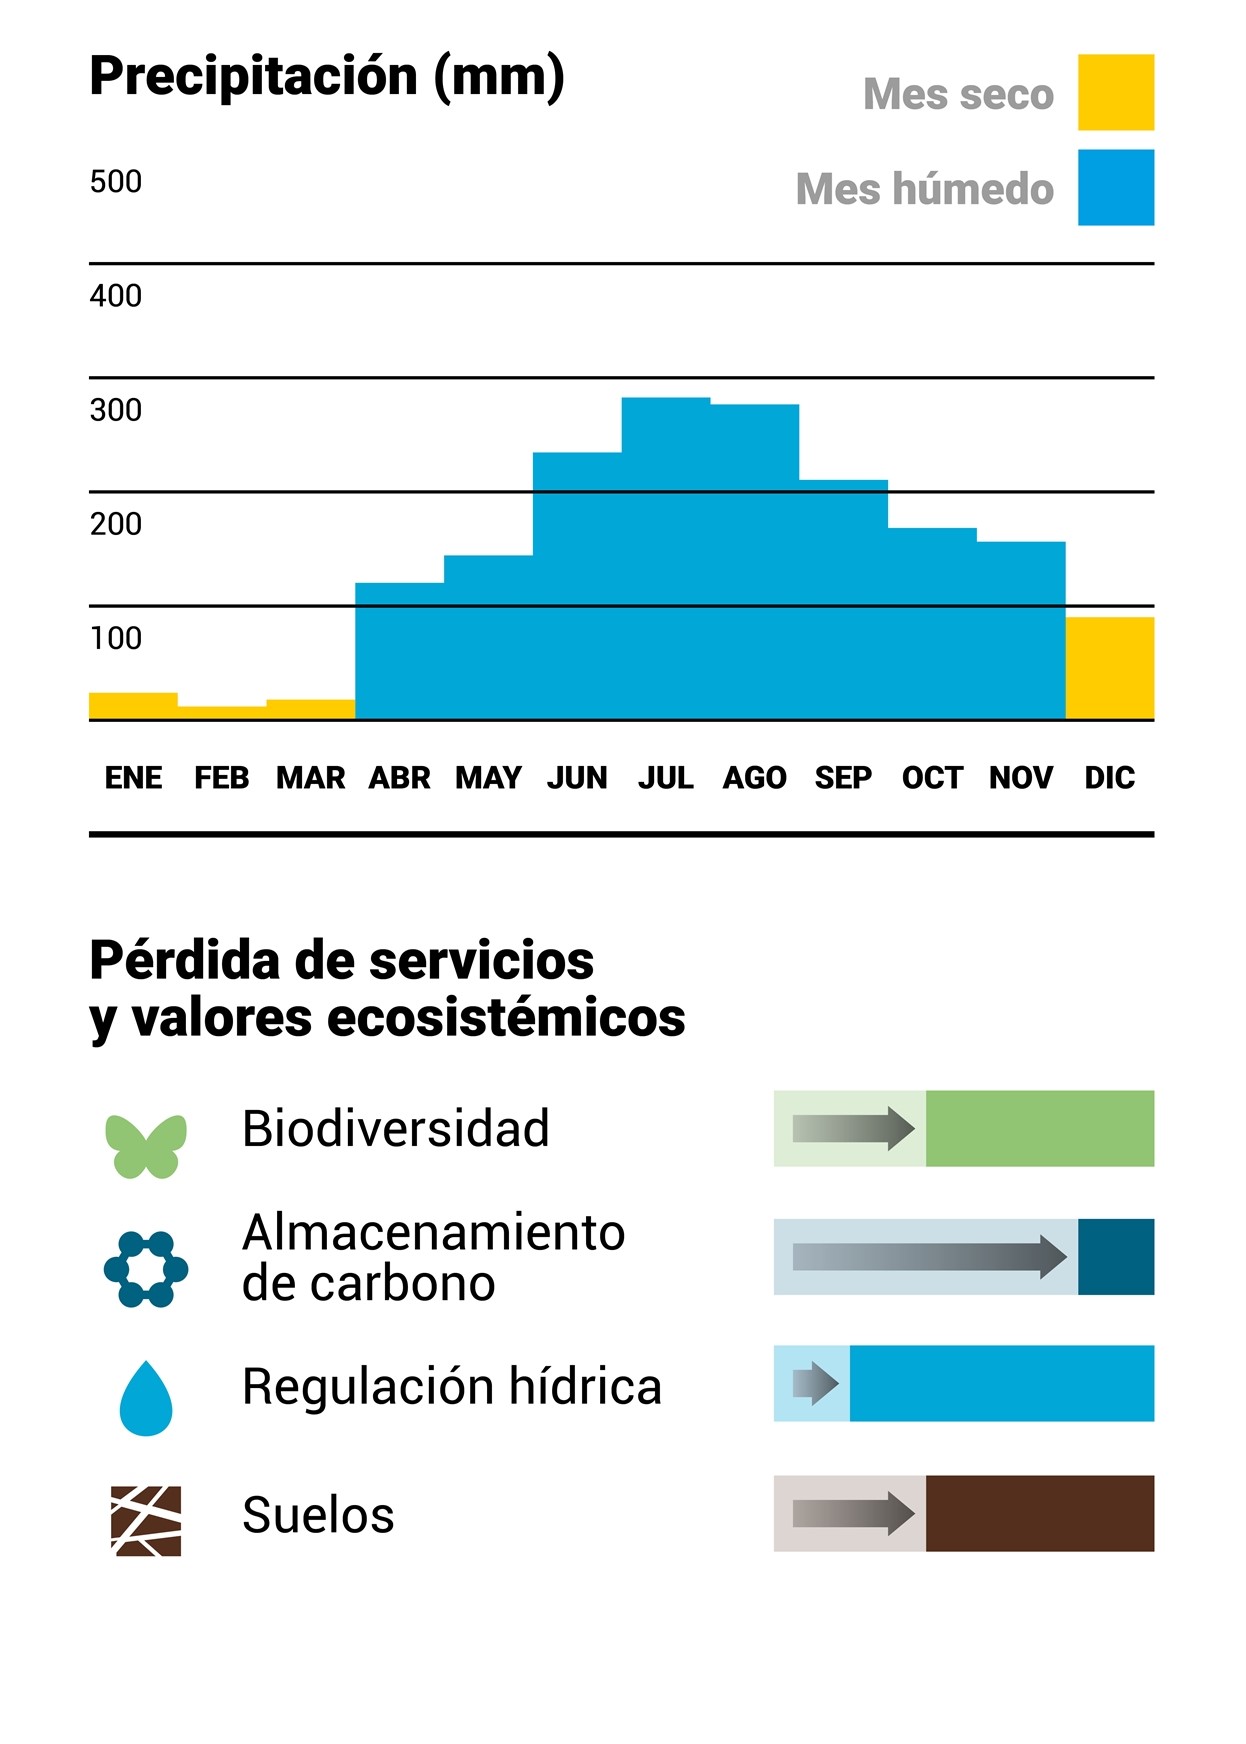 Precipitación (mm)
Mes seco
Mes húmedo
500
400
300
200
100
ENE FEB MAR ABR MAY JUN JUL AGO SEP OCT NOV DIC
Pérdida de servicios
y valores ecosistémicos
Biodiversidad
Almacenamiento
de carbono
Regulación hídrica
Suelos